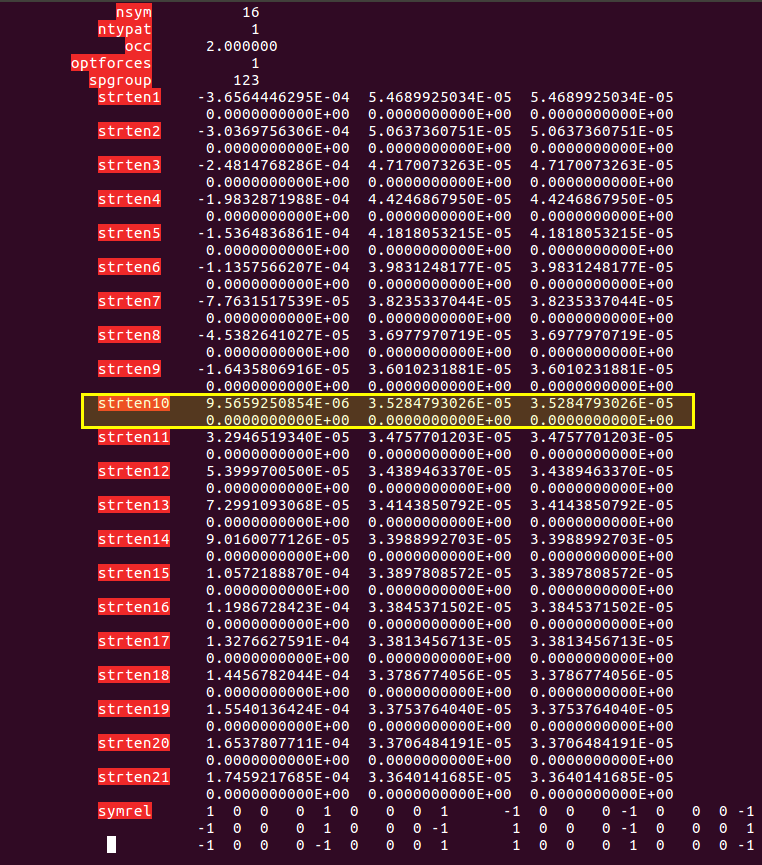 nsym 16
ntypat 1
occ 2.000000
optforces 1
spgroup 123
strten1 -3.6564446295E-04 5.4689925034E-05 5.4689925034E-05
0.0000000000E+00 0.0000000000E+00 0.0000000000E+00
strten2 -3.0369756306E-04 5.0637360751E-05 5.0637360751E-05
0.0000000000E+00 0.0000000000E+00 0.0000000000E+00
strten3 -2.4814768286E-04 4.7170073263E-05 4.7170073263E-05
0.0000000000E+00 0.0000000000E+00 0.0000000000E+00
strten4 -1.9832871988E-04 4.4246867950E-05 4.4246867950E-05
0.0000000000E+00 0.0000000000E+00 0.0000000000E+00
strten5 -1.5364836861E-04 4.1818053215E-05 4.1818053215E-05
0.0000000000E+00 0.0000000000E+00 0.0000000000E+00
strten6 -1.1357566207E-04 3.9831248177E-05 3.9831248177E-05
0.0000000000E+00 0.0000000000E+00 0.0000000000E+00
strten7 -7.7631517539E-05 3.8235337044E-05 3.8235337044E-05
0.0000000000E+00 0.0000000000E+00 0.0000000000E+00
strten8 -4.5382641027E-05 3.6977970719E-05 3.6977970719E-05
0.0000000000E+00 0.0000000000E+00 0.0000000000E+00
strten9 -1.6435806916E-05 3.6010231881E-05 3.6010231881E-05
0.0000000000E+00 0.0000000000E+00 0.0000000000E+00
strten10 9.5659250854E-06 3.5284793026E-05 3.5284793026E-05
0.0000000000E+00 0.0000000000E+00 0.0000000000E+00
strten11 3.2946519340E-05 3.4757701203E-05 3.4757701203E-05
0.0000000000E+00 0.0000000000E+00 0.0000000000E+00
strten12 5.3999700500E-05 3.4389463370E-05 3.4389463370E-05
0.0000000000E+00 0.0000000000E+00 0.0000000000E+00
strten13 7.2991093068E-05 3.4143850792E-05 3.4143850792E-05
0.0000000000E+00 0.0000000000E+00 0.0000000000E+00
strten14 9.0160077126E-05 3.3988992703E-05 3.3988992703E-05
0.0000000000E+00 0.0000000000E+00 0.0000000000E+00
strten15 1.0572188870E-04 3.3897808572E-05 3.3897808572E-05
0.0000000000E+00 0.0000000000E+00 0.0000000000E+00
strten16 1.1986728423E-04 3.3845371502E-05 3.3845371502E-05
0.0000000000E+00 0.0000000000E+00 0.0000000000E+00
strten17 1.3276627591E-04 3.3813456713E-05 3.3813456713E-05
0.0000000000E+00 0.0000000000E+00 0.0000000000E+00
strten18 1.4456782044E-04 3.3786774056E-05 3.3786774056E-05
0.0000000000E+00 0.0000000000E+00 0.0000000000E+00
strten19 1.5540136424E-04 3.3753764040E-05 3.3753764040E-05
0.0000000000E+00 0.0000000000E+00 0.0000000000E+00
strten20 1.6537807711E-04 3.3706484191E-05 3.3706484191E-05
0.0000000000E+00 0.0000000000E+00 0.0000000000E+00
strten21 1.7459217685E-04 3.3640141685E-05 3.3640141685E-05
0.0000000000E+00 0.0000000000E+00 0.0000000000E+00
symrel 1 0 0 0 1 0 0 0 1 -1 0 0 0 -1 0 0 0 -1
-1 0 0 0 1 0 0 0 -1 1 0 0 0 -1 0 0 0 1
-1 0 0 0 -1 0 0 0 1 1 0 0 0 1 0 0 0 -1